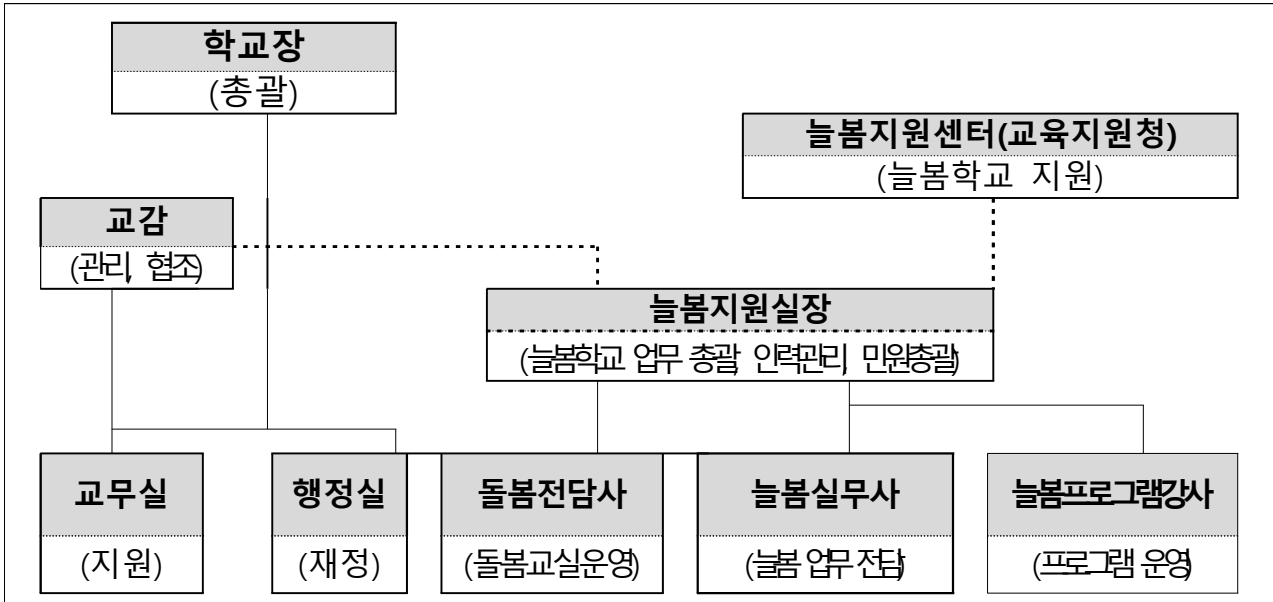 학교장
(총괄)
늘봄지원센터(교육지원청)
(늘봄학교 지원)
교감
(관리, 협조)
늘봄지원실장
(늘봄학교 업무 총괄, 인력관리, 민원총괄)
교무실
(지원)
행정실
(재정)
돌봄전담사
(돌봄교실운영)
늘봄실무사
(늘봄 업무 전담)
늘봄프로그램강사
(프로그램 운영)